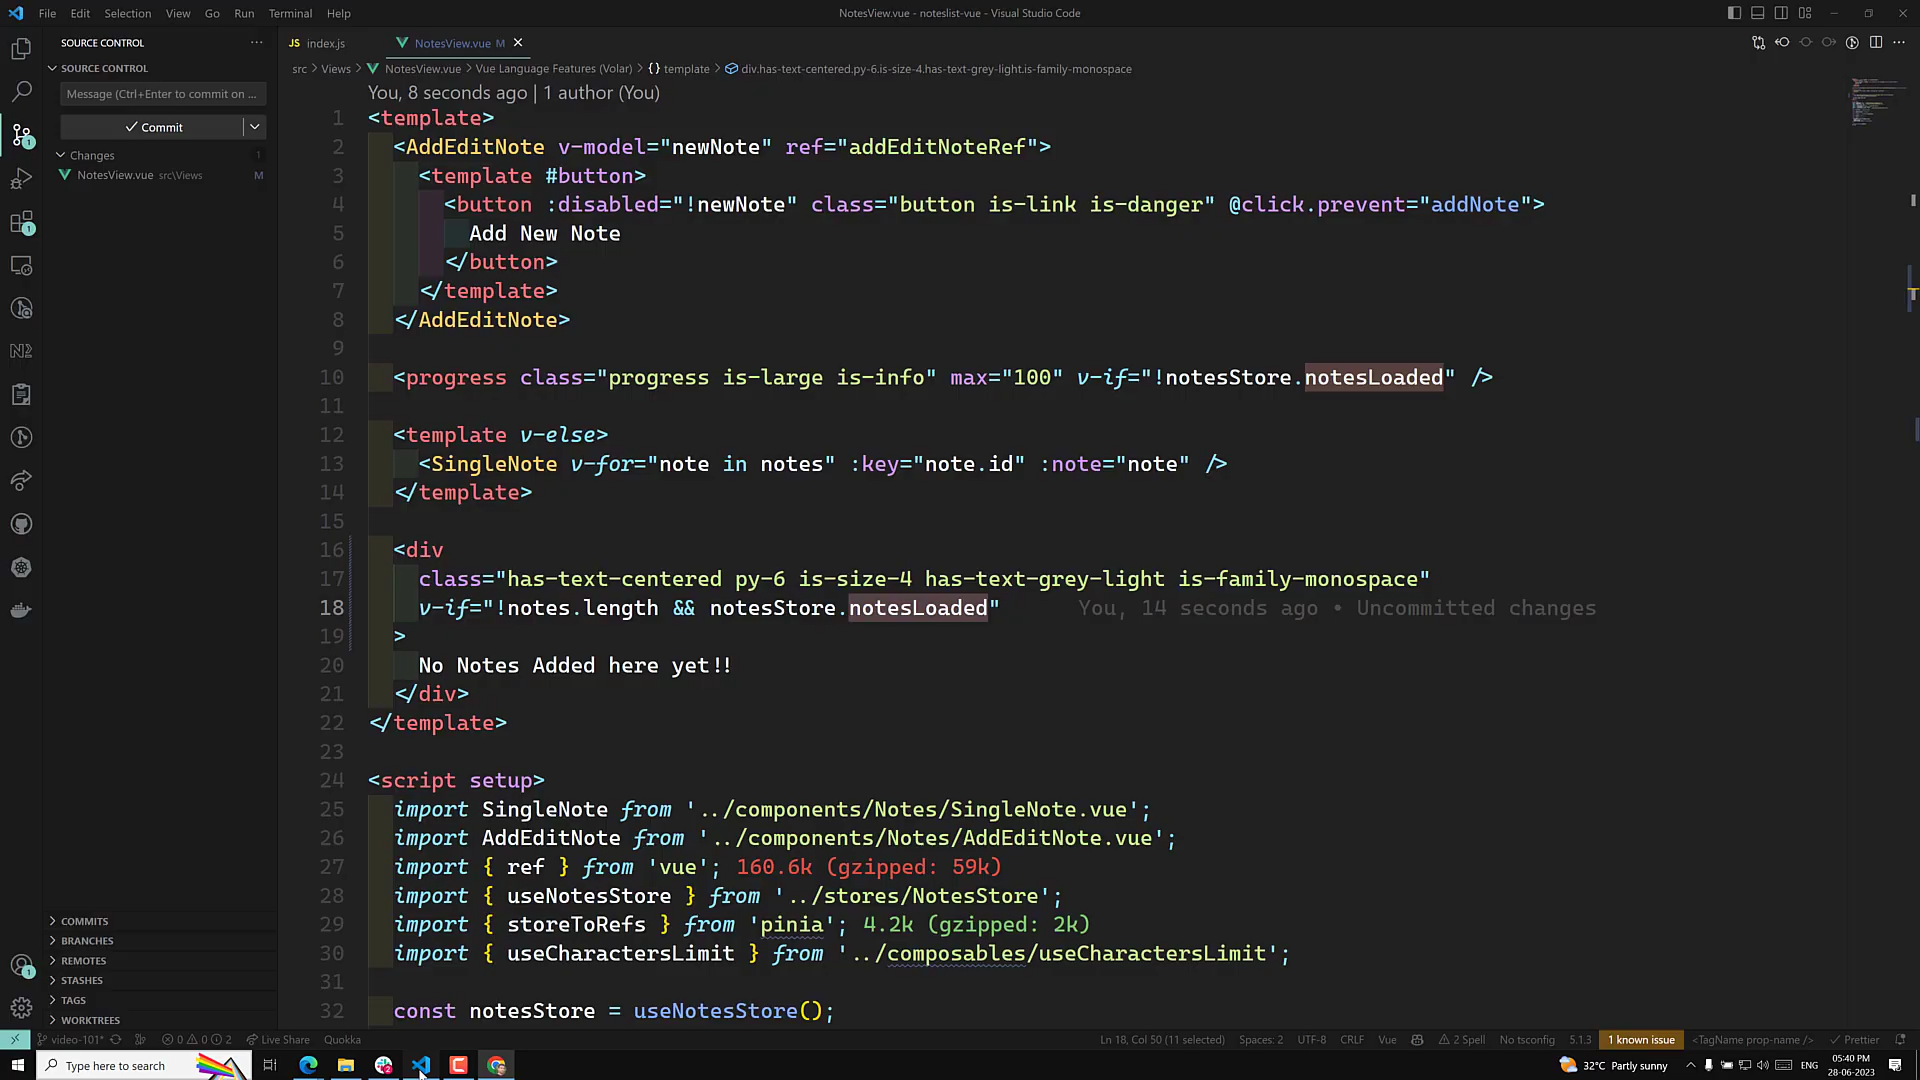 File Edit Selection View Go Run Terminal Help
NotesView.vue - noteslist-vue - Visual Studio Code
SOURCE CONTROL
JS index.js
NotesView.vue M
SOURCE CONTROL
src > Views > NotesView.vue > Vue Language Features (Volar) > {} template > div.has-text-centered.py-6.is-size-4.has-text-grey-light.is-family-monospace
Message (Ctrl+Enter to commit on ...
Commit
Changes 1
NotesView.vue src\Views M
You, 8 seconds ago | 1 author (You)
1 <template>
2 <AddEditNote v-model="newNote" ref="addEditNoteRef">
3 <template #button>
4 <button :disabled="!newNote" class="button is-link is-danger" @click.prevent="addNote">
5 Add New Note
6 </button>
7 </template>
8 </AddEditNote>
9
10 <progress class="progress is-large is-info" max="100" v-if="!notesStore.notesLoaded" />
11
12 <template v-else>
13 <SingleNote v-for="note in notes" :key="note.id" :note="note" />
14 </template>
15
16 <div
17 class="has-text-centered py-6 is-size-4 has-text-grey-light is-family-monospace"
18 v-if="!notes.length && notesStore.notesLoaded" You, 14 seconds ago • Uncommitted changes
19 >
20 No Notes Added here yet!!
21 </div>
22 </template>
23
24 <script setup>
25 import SingleNote from '../components/Notes/SingleNote.vue';
26 import AddEditNote from '../components/Notes/AddEditNote.vue';
27 import { ref } from 'vue'; 160.6k (gzipped: 59k)
28 import { useNotesStore } from '../stores/NotesStore';
29 import { storeToRefs } from 'pinia'; 4.2k (gzipped: 2k)
30 import { useCharactersLimit } from '../composables/useCharactersLimit';
31
32 const notesStore = useNotesStore();
COMMITS
BRANCHES
REMOTES
STASHES
TAGS
WORKTREES
video-101* 0 0 2 Live Share Quokka
Ln 18, Col 50 (11 selected) Spaces: 2 UTF-8 CRLF Vue 2 Spell No tsconfig 5.1.3 1 known issue <TagName prop-name /> Prettier
Type here to search
32°C Partly sunny
ENG
05:40 PM
28-06-2023